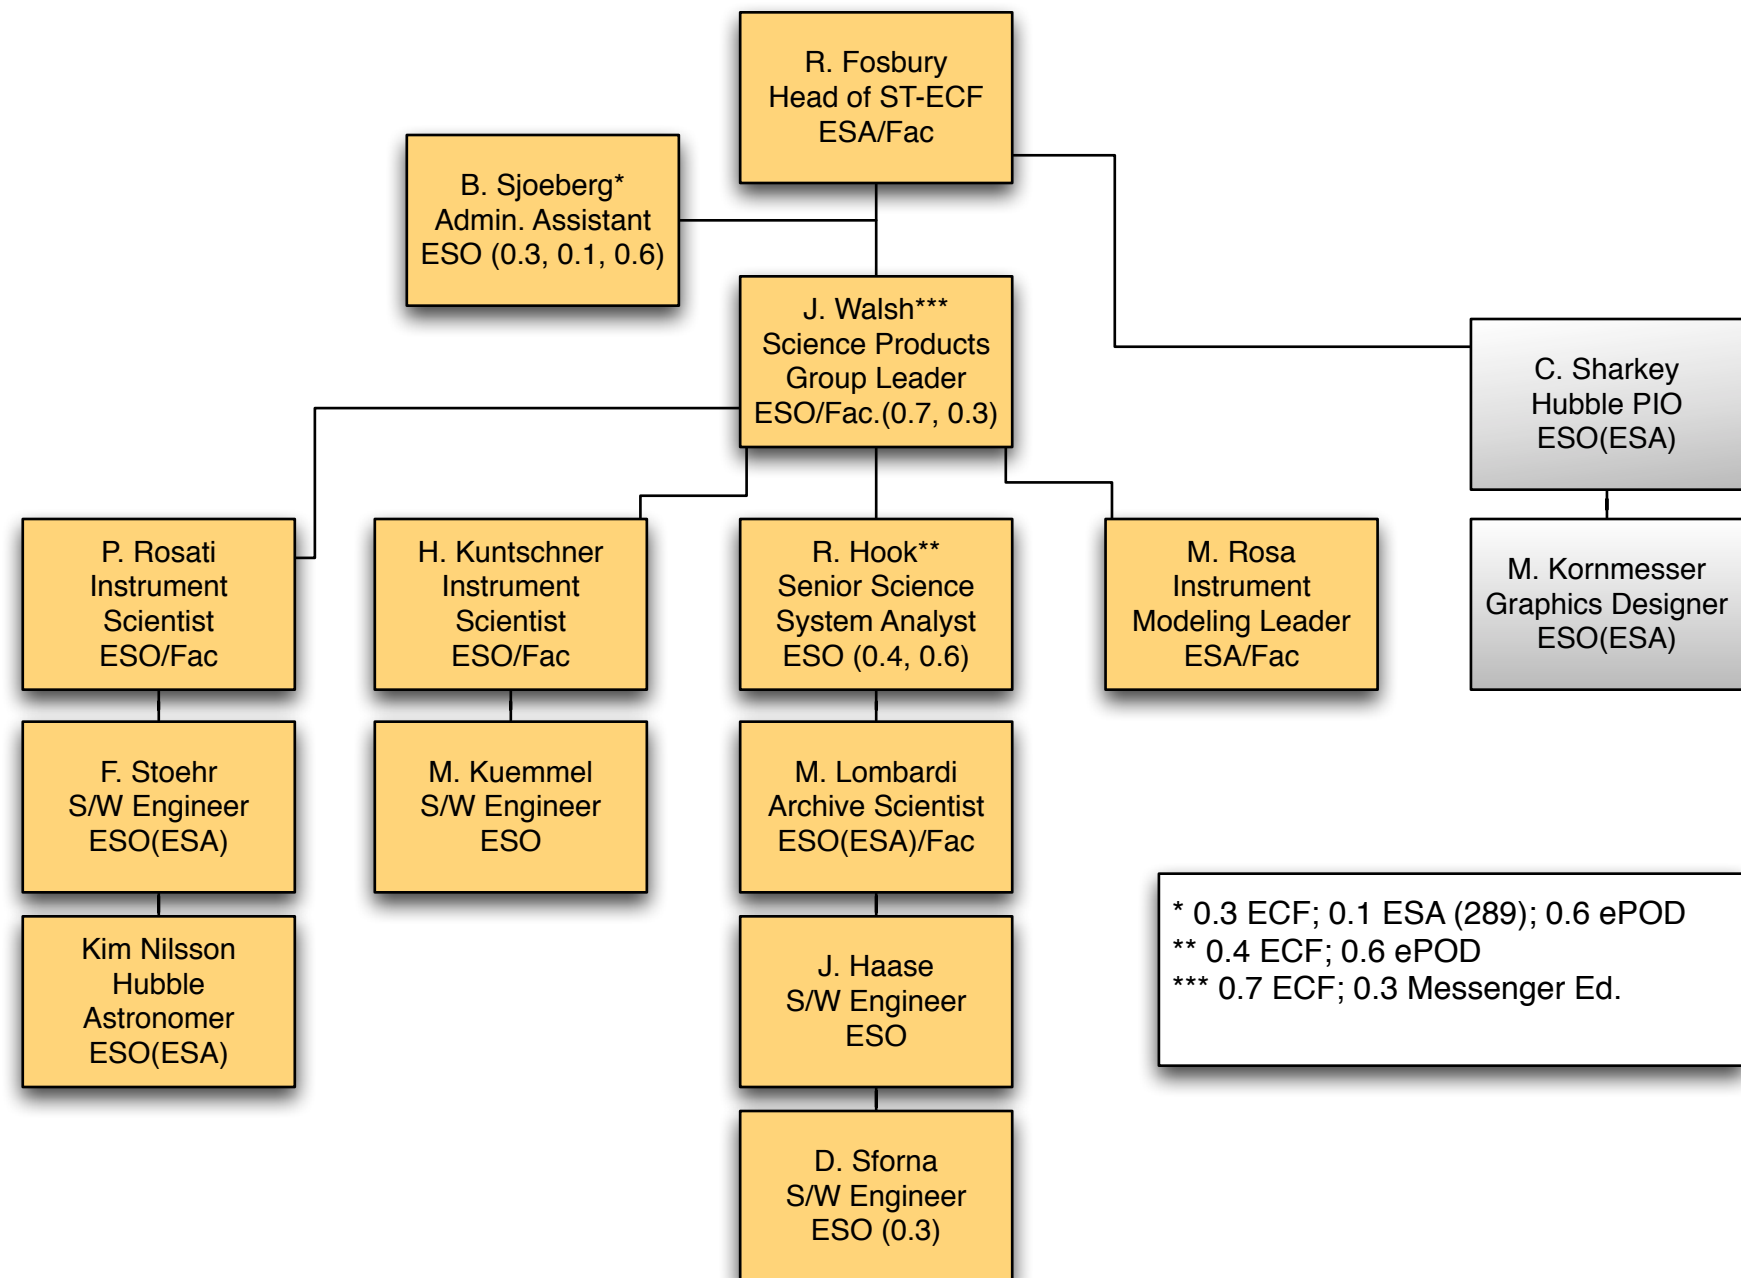 R. Fosbury
Head of ST-ECF
ESA/Fac
B. Sjoeberg*
Admin. Assistant
ESO (0.3, 0.1, 0.6)
J. Walsh***
Science Products
Group Leader
ESO/Fac.(0.7, 0.3)
C. Sharkey
Hubble PIO
ESO(ESA)
P. Rosati
Instrument
Scientist
ESO/Fac
H. Kuntschner
Instrument
Scientist
ESO/Fac
R. Hook**
Senior Science
System Analyst
ESO (0.4, 0.6)
M. Rosa
Instrument
Modeling Leader
ESA/Fac
M. Kornmesser
Graphics Designer
ESO(ESA)
F. Stoehr
S/W Engineer
ESO(ESA)
M. Kuemmel
S/W Engineer
ESO
M. Lombardi
Archive Scientist
ESO(ESA)/Fac
Kim Nilsson
Hubble
Astronomer
ESO(ESA)
J. Haase
S/W Engineer
ESO
* 0.3 ECF; 0.1 ESA (289); 0.6 ePOD
** 0.4 ECF; 0.6 ePOD
*** 0.7 ECF; 0.3 Messenger Ed.
D. Sforna
S/W Engineer
ESO (0.3)